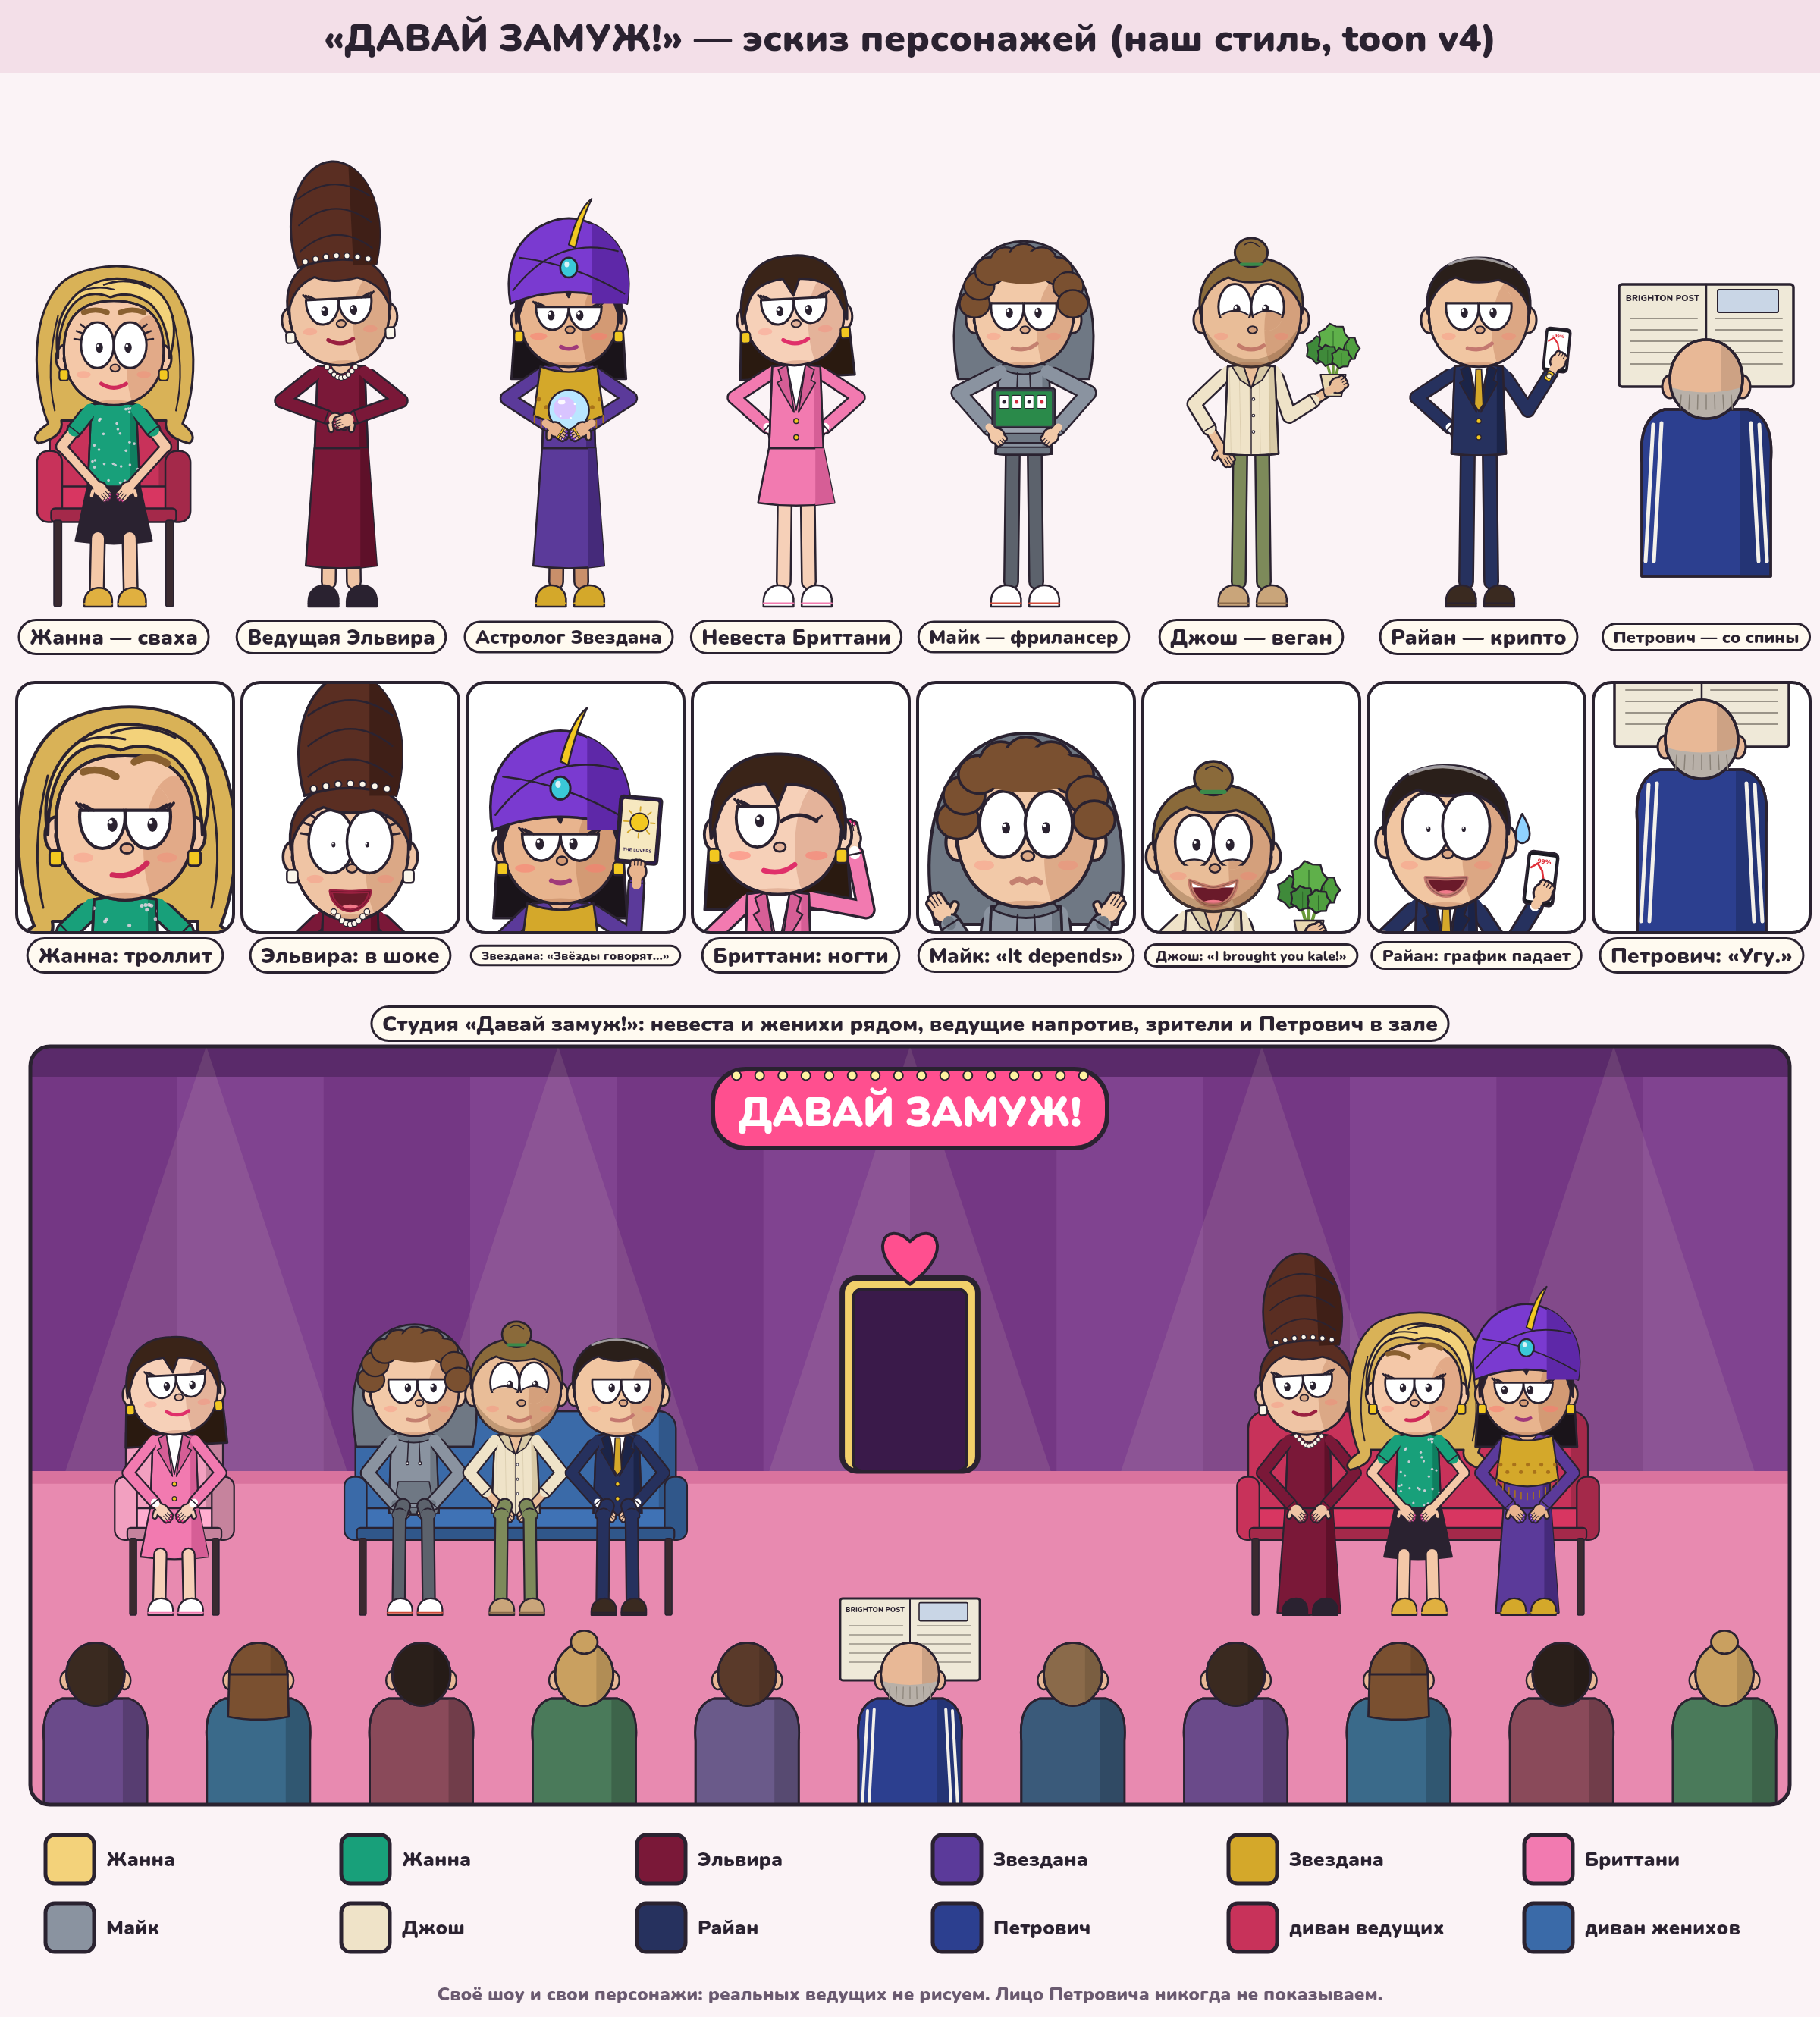 «ДАВАЙ ЗАМУЖ!» — эскиз персонажей (наш стиль, toon v4)
BRIGHTON POST
-99%
Жанна — сваха
Ведущая Эльвира
Астролог Звездана
Невеста Бриттани
Майк — фрилансер
Джош — веган
Райан — крипто
Петрович — со спины
THE LOVERS
-99%
Жанна: троллит
Эльвира: в шоке
Звездана: «Звёзды говорят...»
Бриттани: ногти
Майк: «It depends»
Джош: «I brought you kale!»
Райан: график падает
Петрович: «Угу.»
Студия «Давай замуж!»: невеста и женихи рядом, ведущие напротив, зрители и Петрович в зале
ДАВАЙ ЗАМУЖ!
BRIGHTON POST
Жанна
Жанна
Эльвира
Звездана
Звездана
Бриттани
Майк
Джош
Райан
Петрович
диван ведущих
диван женихов
Своё шоу и свои персонажи: реальных ведущих не рисуем. Лицо Петровича никогда не показываем.